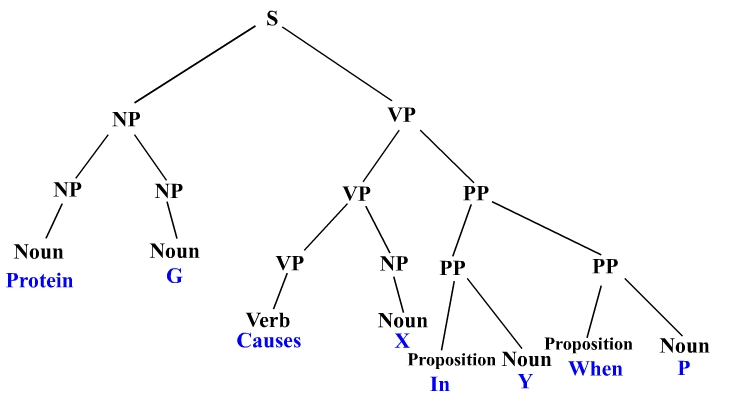 S
NP VP
NP NP VP PP
Noun Noun VP NP PP PP
Protein G
Verb Noun Proposition Noun Proposition Noun
Causes X In Y When P